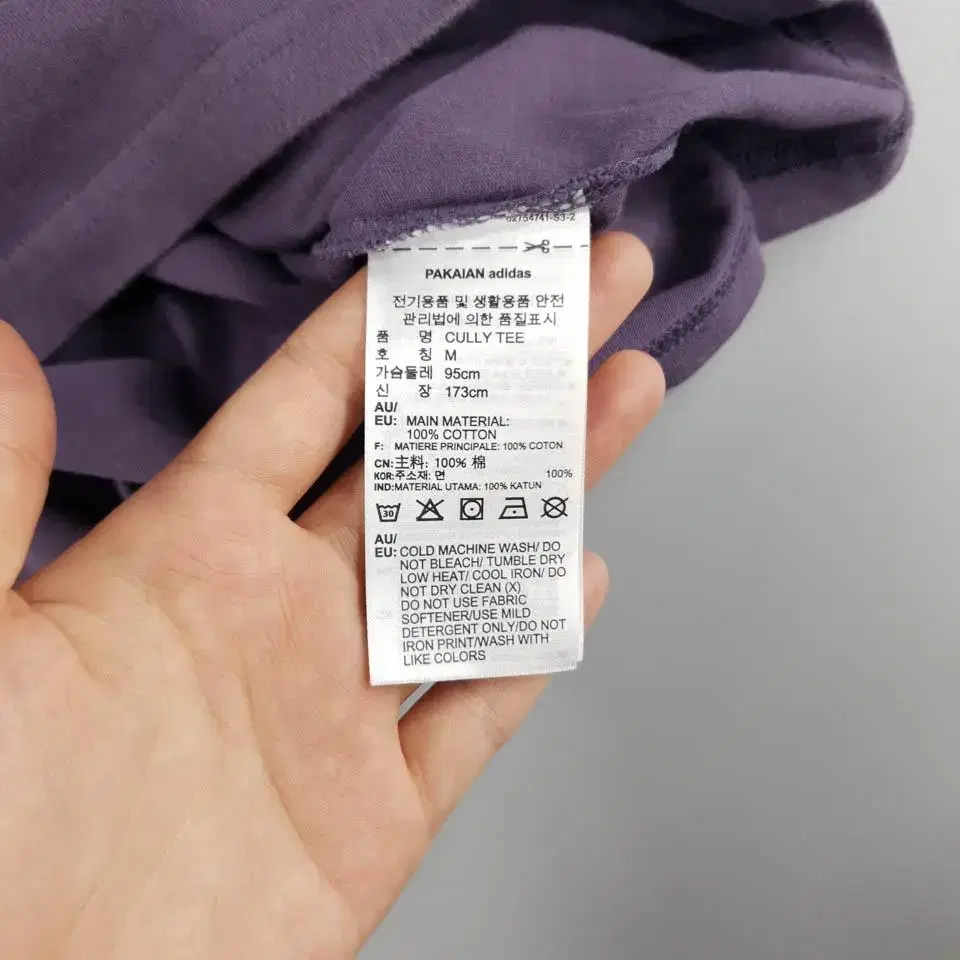 62754741-S3-2
PAKAIAN adidas
전기용품 및 생활용품 안전
관리법에 의한 품질표시
품 명 CULLY TEE
호 칭 M
가슴둘레 95cm
신 장 173cm
AU/
EU: MAIN MATERIAL:
100% COTTON
F: MATIERE PRINCIPALE: 100% COTON
CN:主料: 100% 棉
KOR:주소재: 면 100%
IND:MATERIAL UTAMA: 100% KATUN
30
AU/
EU: COLD MACHINE WASH/ DO
NOT BLEACH/ TUMBLE DRY
LOW HEAT/ COOL IRON/ DO
NOT DRY CLEAN (X)
DO NOT USE FABRIC
SOFTENER/USE MILD
DETERGENT ONLY/DO NOT
IRON PRINT/WASH WITH
LIKE COLORS